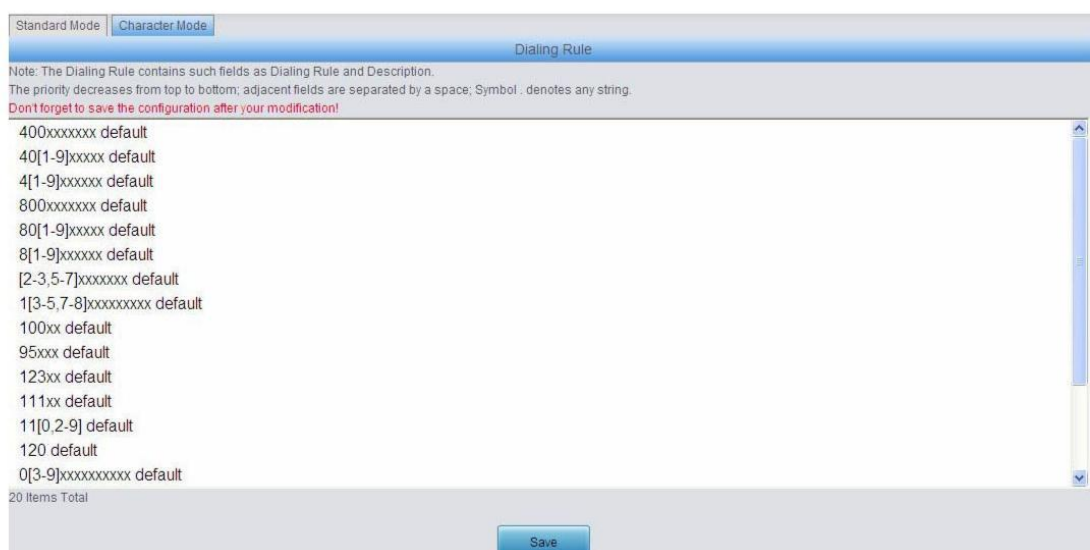 Standard Mode Character Mode
Dialing Rule
Note: The Dialing Rule contains such fields as Dialing Rule and Description.
The priority decreases from top to bottom; adjacent fields are separated by a space; Symbol . denotes any string.
Don't forget to save the configuration after your modification!
400xxxxxxx default
40[1-9]xxxxx default
4[1-9]xxxxxx default
800xxxxxxx default
80[1-9]xxxxx default
8[1-9]xxxxxx default
[2-3,5-7]xxxxxxx default
1[3-5,7-8]xxxxxxxxx default
100xx default
95xxx default
123xx default
111xx default
11[0,2-9] default
120 default
0[3-9]xxxxxxxxxx default
20 Items Total
Save